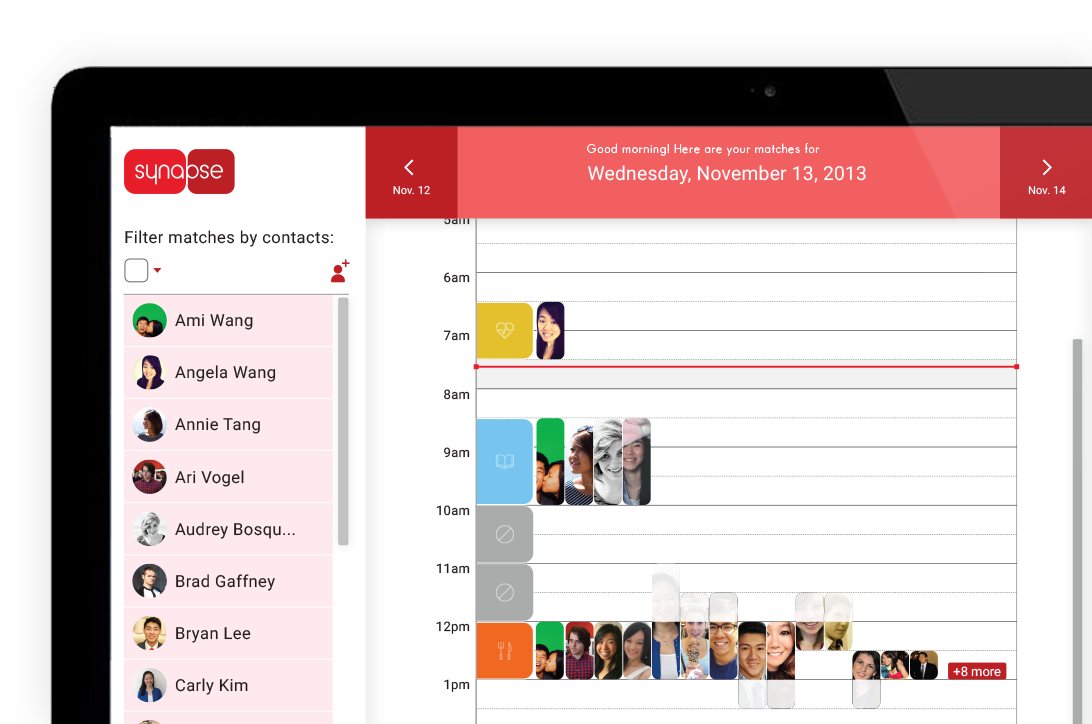 synapse
Good morning! Here are your matches for
Wednesday, November 13, 2013
Nov. 12
Nov. 14
Filter matches by contacts:
Ami Wang
Angela Wang
Annie Tang
Ari Vogel
Audrey Bosqu...
Brad Gaffney
Bryan Lee
Carly Kim
5am
6am
7am
8am
9am
10am
11am
12pm
1pm
+8 more